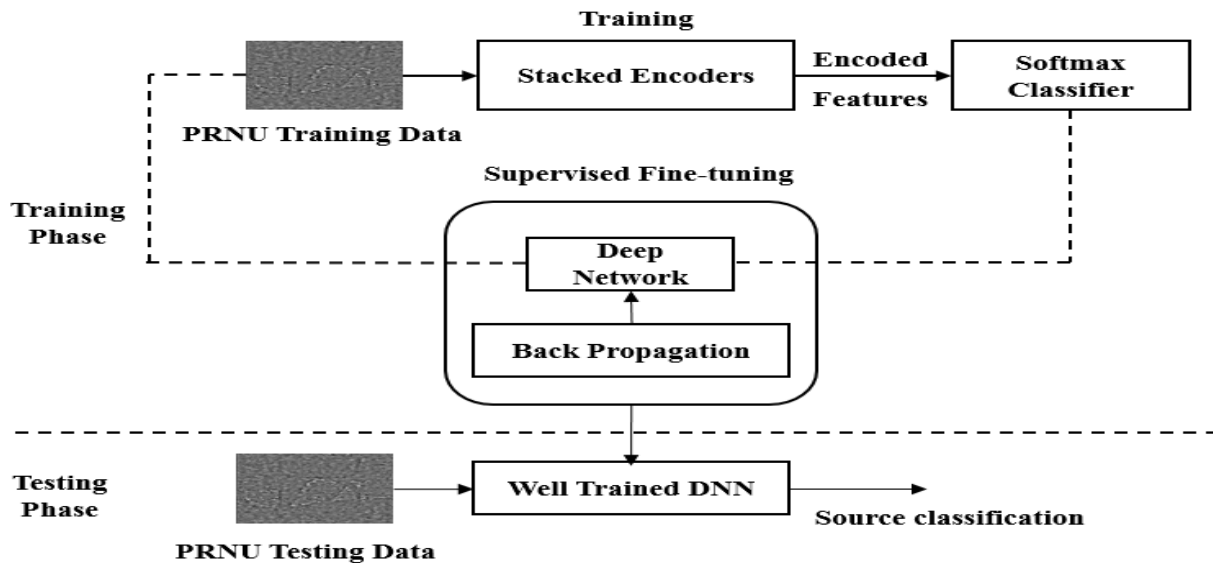 Training
Stacked Encoders
Encoded
Features
Softmax
Classifier
PRNU Training Data
Supervised Fine-tuning
Training
Phase
Deep
Network
Back Propagation
Testing
Phase
Well Trained DNN
Source classification
PRNU Testing Data